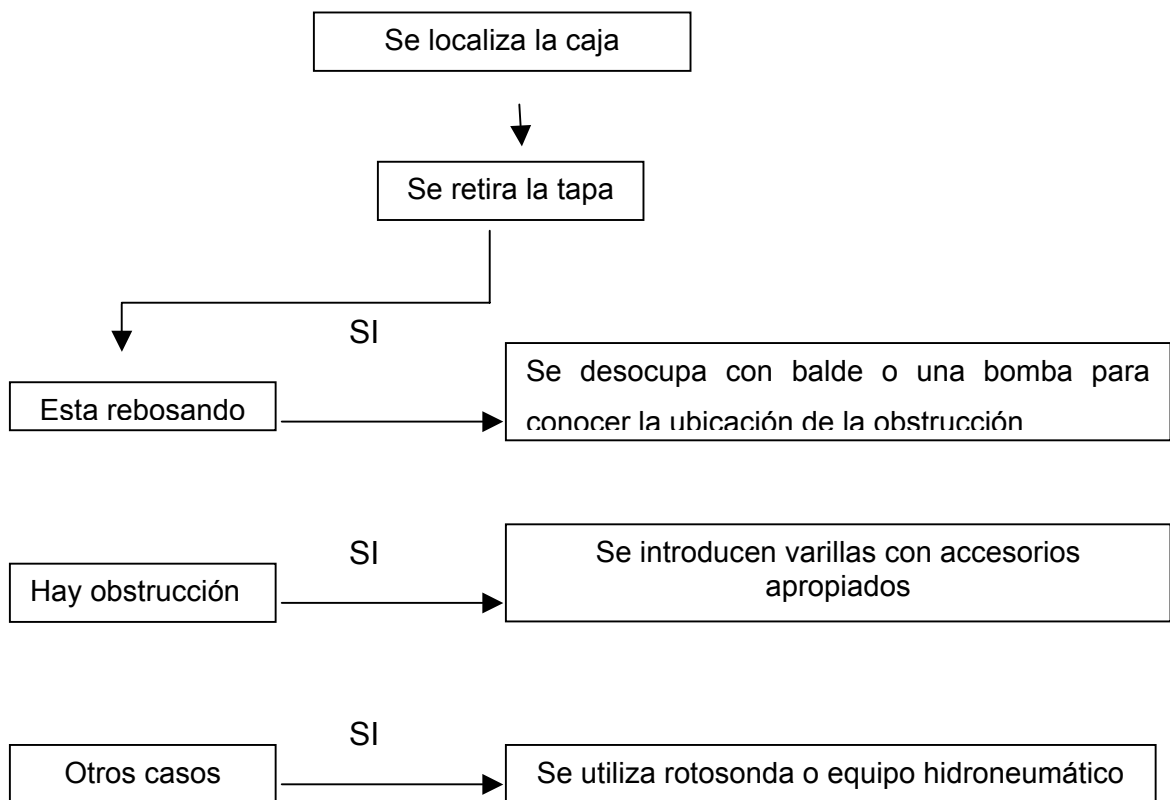 Se localiza la caja
Se retira la tapa
SI
Esta rebosando
Se desocupa con balde o una bomba para
conocer la ubicación de la obstrucción
SI
Hay obstrucción
Se introducen varillas con accesorios
apropiados
SI
Otros casos
Se utiliza rotosonda o equipo hidroneumático